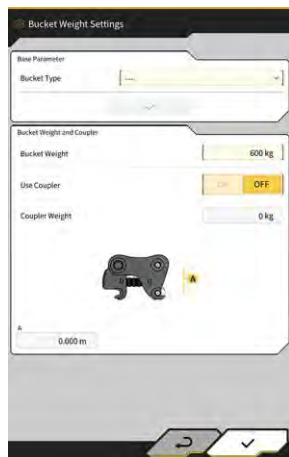 Bucket Weight Settings
Base Parameter
Bucket Type
---
Bucket Weight and Coupler
Bucket Weight 600 kg
Use Coupler ON OFF
Coupler Weight 0 kg
A
A
0.000 m